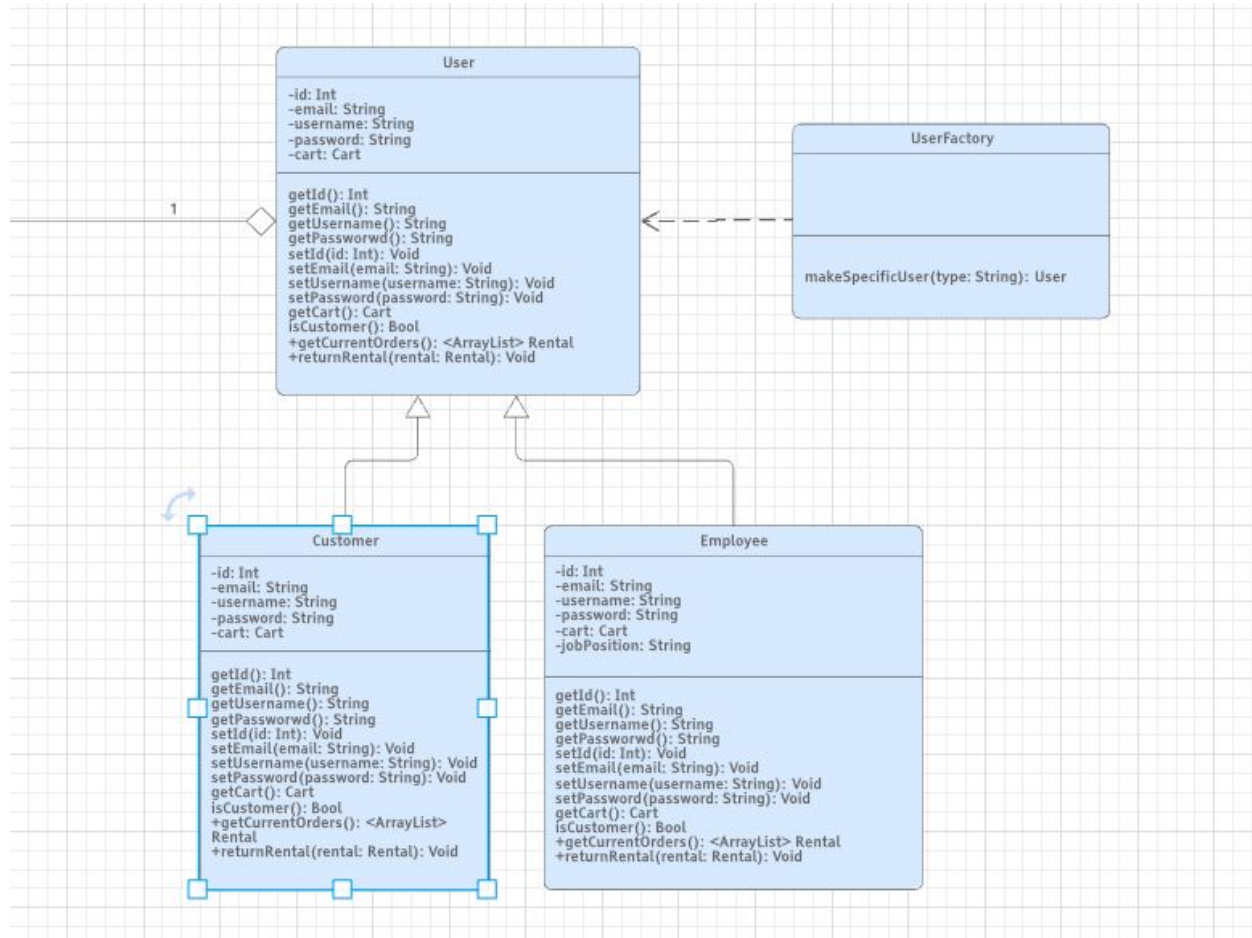 User
-id: Int
-email: String
-username: String
-password: String
-cart: Cart
getId(): Int
getEmail(): String
getUsername(): String
getPassworwd(): String
setId(id: Int): Void
setEmail(email: String): Void
setUsername(username: String): Void
setPassword(password: String): Void
getCart(): Cart
isCustomer(): Bool
+getCurrentOrders(): <ArrayList> Rental
+returnRental(rental: Rental): Void
1
UserFactory
makeSpecificUser(type: String): User
Customer
-id: Int
-email: String
-username: String
-password: String
-cart: Cart
getId(): Int
getEmail(): String
getUsername(): String
getPassworwd(): String
setId(id: Int): Void
setEmail(email: String): Void
setUsername(username: String): Void
setPassword(password: String): Void
getCart(): Cart
isCustomer(): Bool
+getCurrentOrders(): <ArrayList>
Rental
+returnRental(rental: Rental): Void
Employee
-id: Int
-email: String
-username: String
-password: String
-cart: Cart
-jobPosition: String
getId(): Int
getEmail(): String
getUsername(): String
getPassworwd(): String
setId(id: Int): Void
setEmail(email: String): Void
setUsername(username: String): Void
setPassword(password: String): Void
getCart(): Cart
isCustomer(): Bool
+getCurrentOrders(): <ArrayList> Rental
+returnRental(rental: Rental): Void